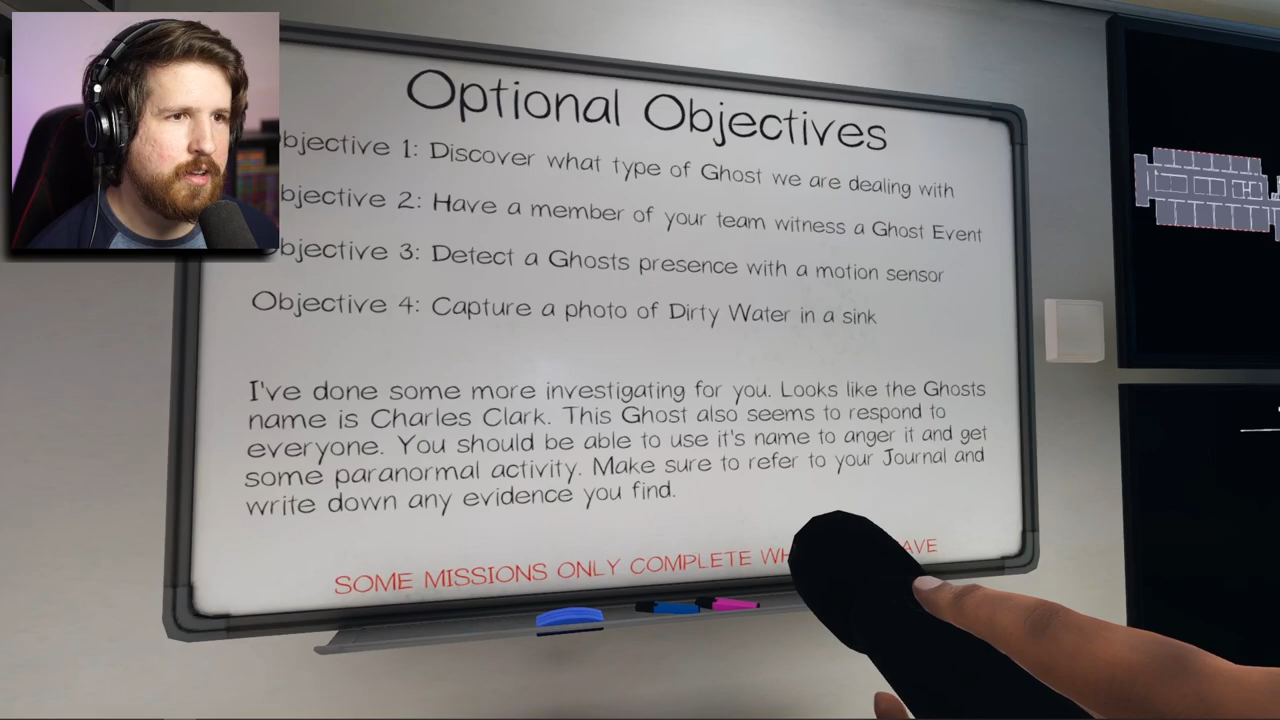 Optional Objectives
bjective 1: Discover what type of Ghost we are dealing with
bjective 2: Have a member of your team witness a Ghost Event
bjective 3: Detect a Ghosts presence with a motion sensor
Objective 4: Capture a photo of Dirty Water in a sink
I've done some more investigating for you. Looks like the Ghosts
name is Charles Clark. This Ghost also seems to respond to
everyone. You should be able to use it's name to anger it and get
some paranormal activity. Make sure to refer to your Journal and
write down any evidence you find.
SOME MISSIONS ONLY COMPLETE